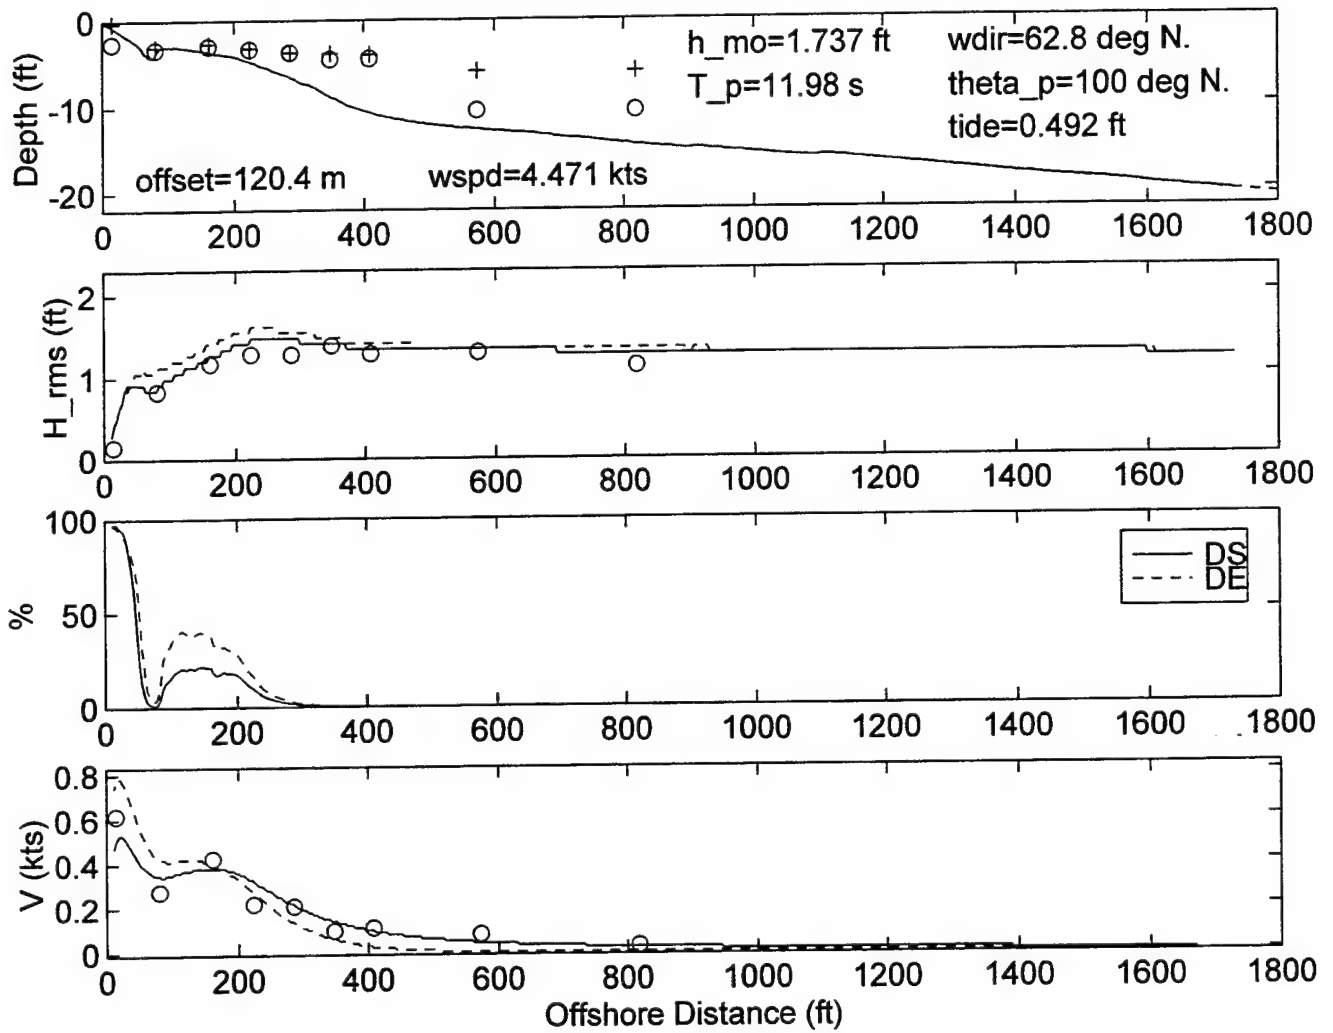 0
-10
-20
Depth (ft)
h_mo=1.737 ft
wdir=62.8 deg N.
T_p=11.98 s
theta_p=100 deg N.
tide=0.492 ft
offset=120.4 m
wspd=4.471 kts
0 200 400 600 800 1000 1200 1400 1600 1800
2
1
0
H_rms (ft)
0 200 400 600 800 1000 1200 1400 1600 1800
100
50
0
%
DS
DE
0 200 400 600 800 1000 1200 1400 1600 1800
0.8
0.6
0.4
0.2
0
V (kts)
0 200 400 600 800 1000 1200 1400 1600 1800
Offshore Distance (ft)